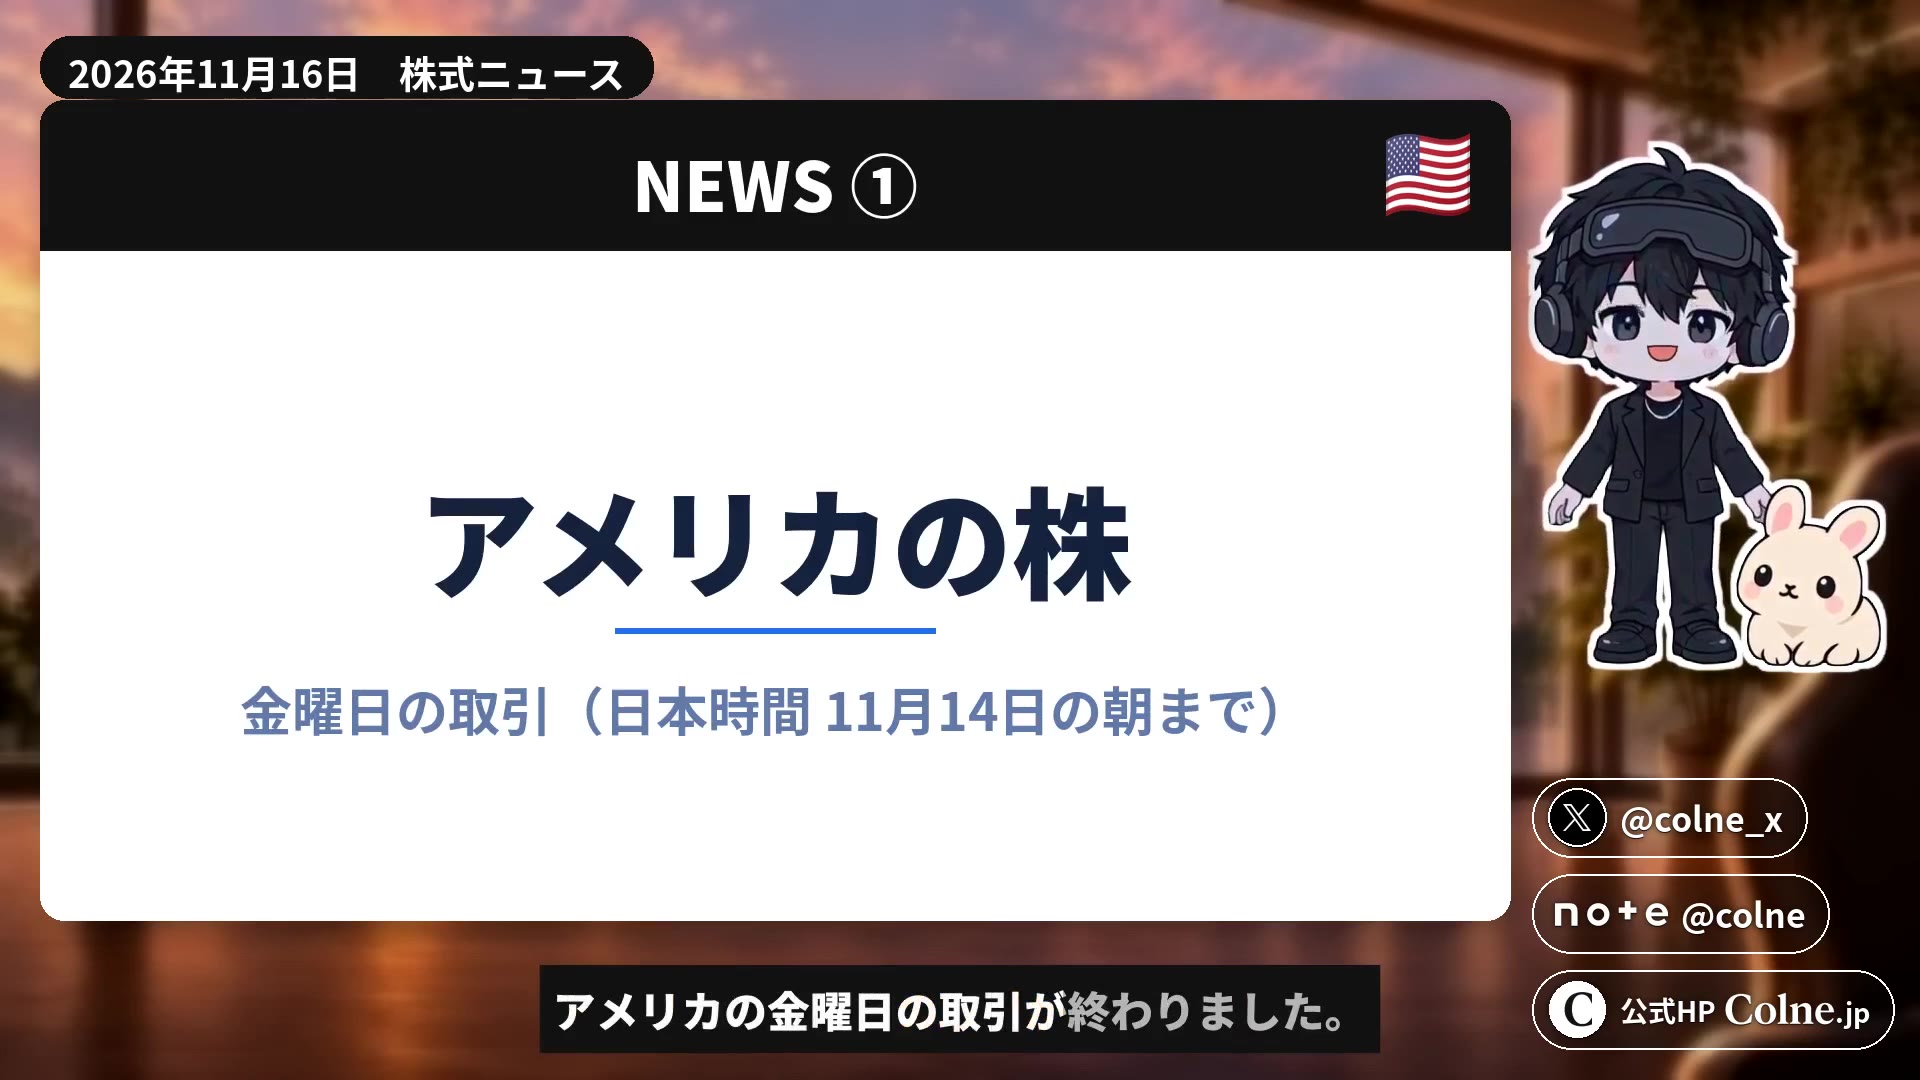 2026年11月16日　株式ニュース
NEWS ①
アメリカの株
金曜日の取引（日本時間 11月14日の朝まで）
アメリカの金曜日の取引が終わりました。
@colne_x
note @colne
C 公式HP Colne.jp